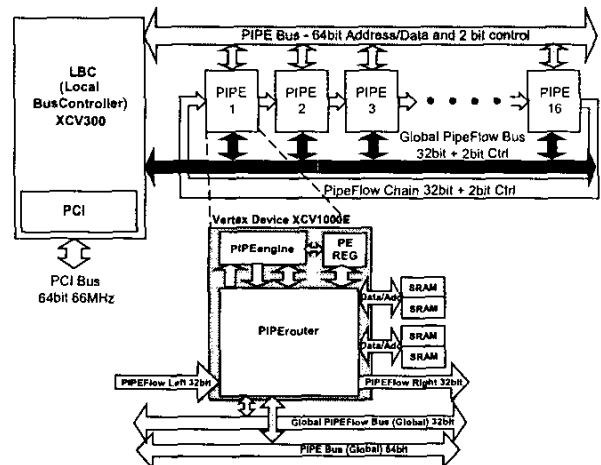 PIPE Bus - 64bit Address/Data and 2 bit control
LBC
(Local
BusController)
XCV300
PCI
PCI Bus
64bit 66MHz
PIPE
1
PIPE
2
PIPE
3
PIPE
16
Global PipeFlow Bus
32bit + 2bit Ctrl
PipeFlow Chain 32bit + 2bit Ctrl
Vertex Device XCV1000E
PIPEengine
PE
REG
PIPErouter
Data/Ad
SRAM
SRAM
Data/Ad
SRAM
SRAM
PIPEFlow Left 32bit
PIPEFlow Right 32bit
Global PIPEFlow Bus (Global) 32bit
PIPE Bus (Global) 64bit